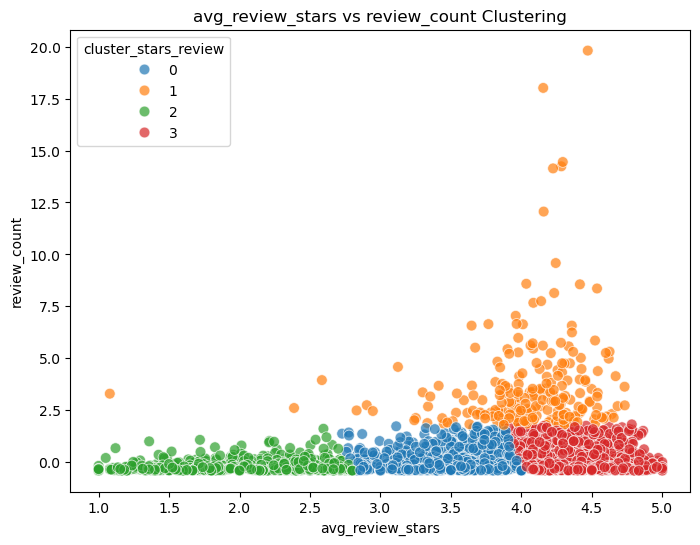 avg_review_stars vs review_count Clustering
cluster_stars_review
0
1
2
3
20.0
17.5
15.0
12.5
10.0
7.5
5.0
2.5
0.0
review_count
1.0 1.5 2.0 2.5 3.0 3.5 4.0 4.5 5.0
avg_review_stars